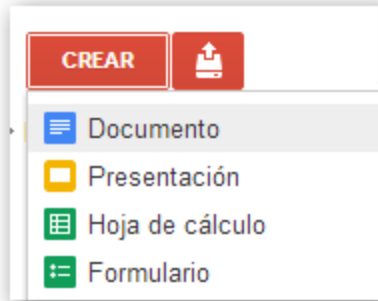 CREAR
Documento
Presentación
Hoja de cálculo
Formulario